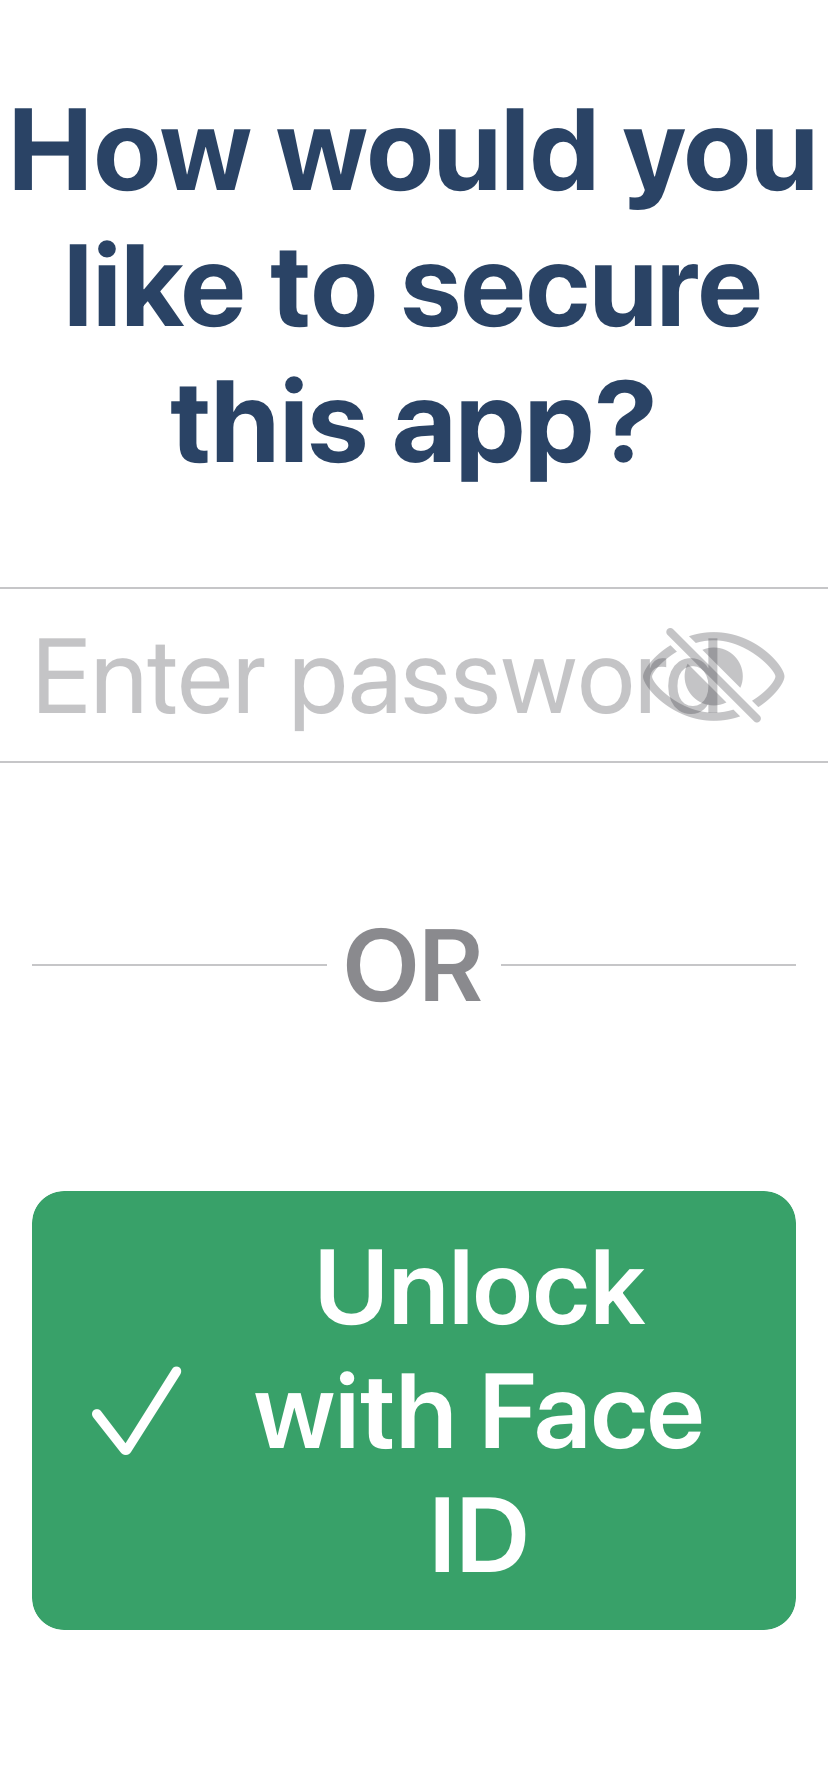 How would you
like to secure
this app?
Enter password
OR
Unlock
with Face
ID